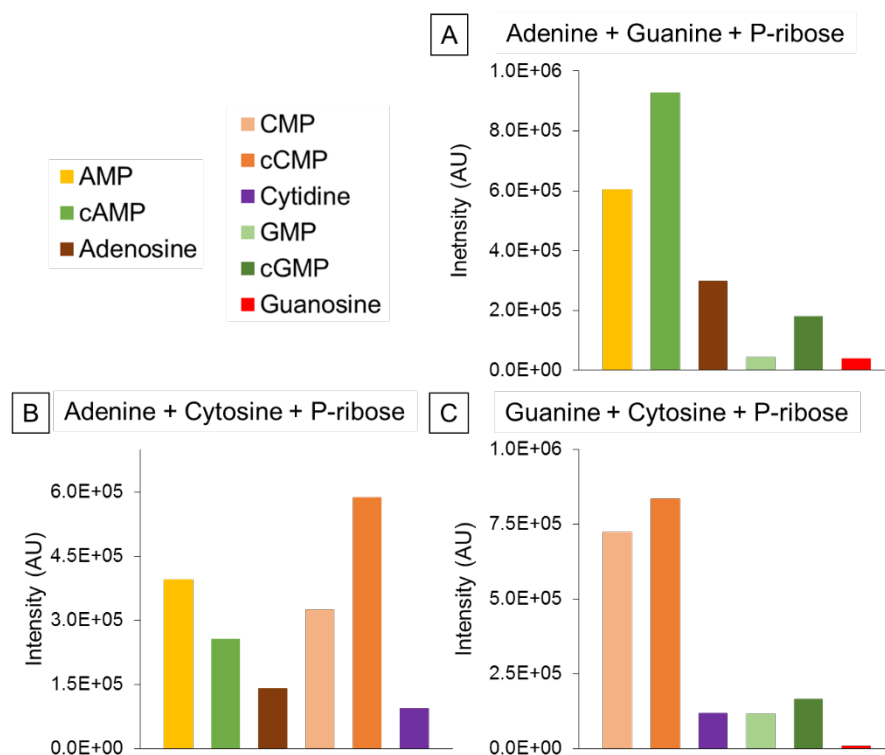 A
Adenine + Guanine + P-ribose
AMP
cAMP
Adenosine
CMP
cCMP
Cytidine
GMP
cGMP
Guanosine
Inetnsity (AU)
1.0E+06
8.0E+05
6.0E+05
4.0E+05
2.0E+05
0.0E+00
B
Adenine + Cytosine + P-ribose
Intensity (AU)
6.0E+05
4.5E+05
3.0E+05
1.5E+05
0.0E+00
C
Guanine + Cytosine + P-ribose
Intensity (AU)
1.0E+06
7.5E+05
5.0E+05
2.5E+05
0.0E+00